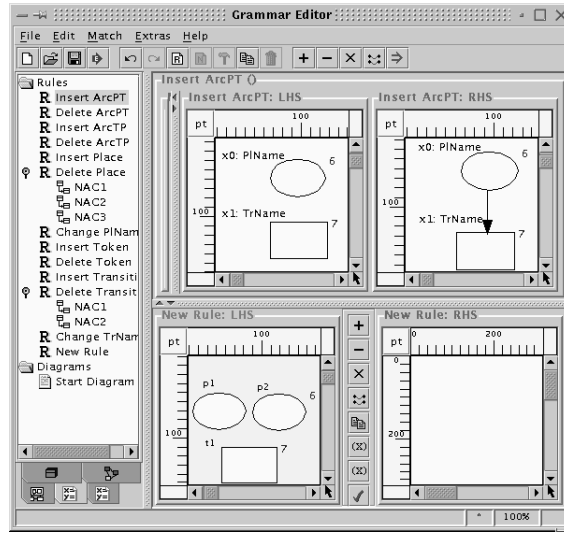 Grammar Editor
File Edit Match Extras Help
Rules
R Insert ArcPT
R Delete ArcPT
R Insert ArcTP
R Delete ArcTP
R Insert Place
R Delete Place
NAC1
NAC2
NAC3
R Change PlNam
R Insert Token
R Delete Token
R Insert Transiti
R Delete Transit
NAC1
NAC2
R Change TrNam
R New Rule
Diagrams
Start Diagram
Insert ArcPT ()
Insert ArcPT: LHS
pt
100
100
x0: PlName
6
x1: TrName
7
Insert ArcPT: RHS
pt
100
100
x0: PlName
6
x1: TrName
7
New Rule: LHS
pt
100
100
p1
p2
6
t1
7
(X)
(X)
New Rule: RHS
pt
0
200
0
200
*
100%